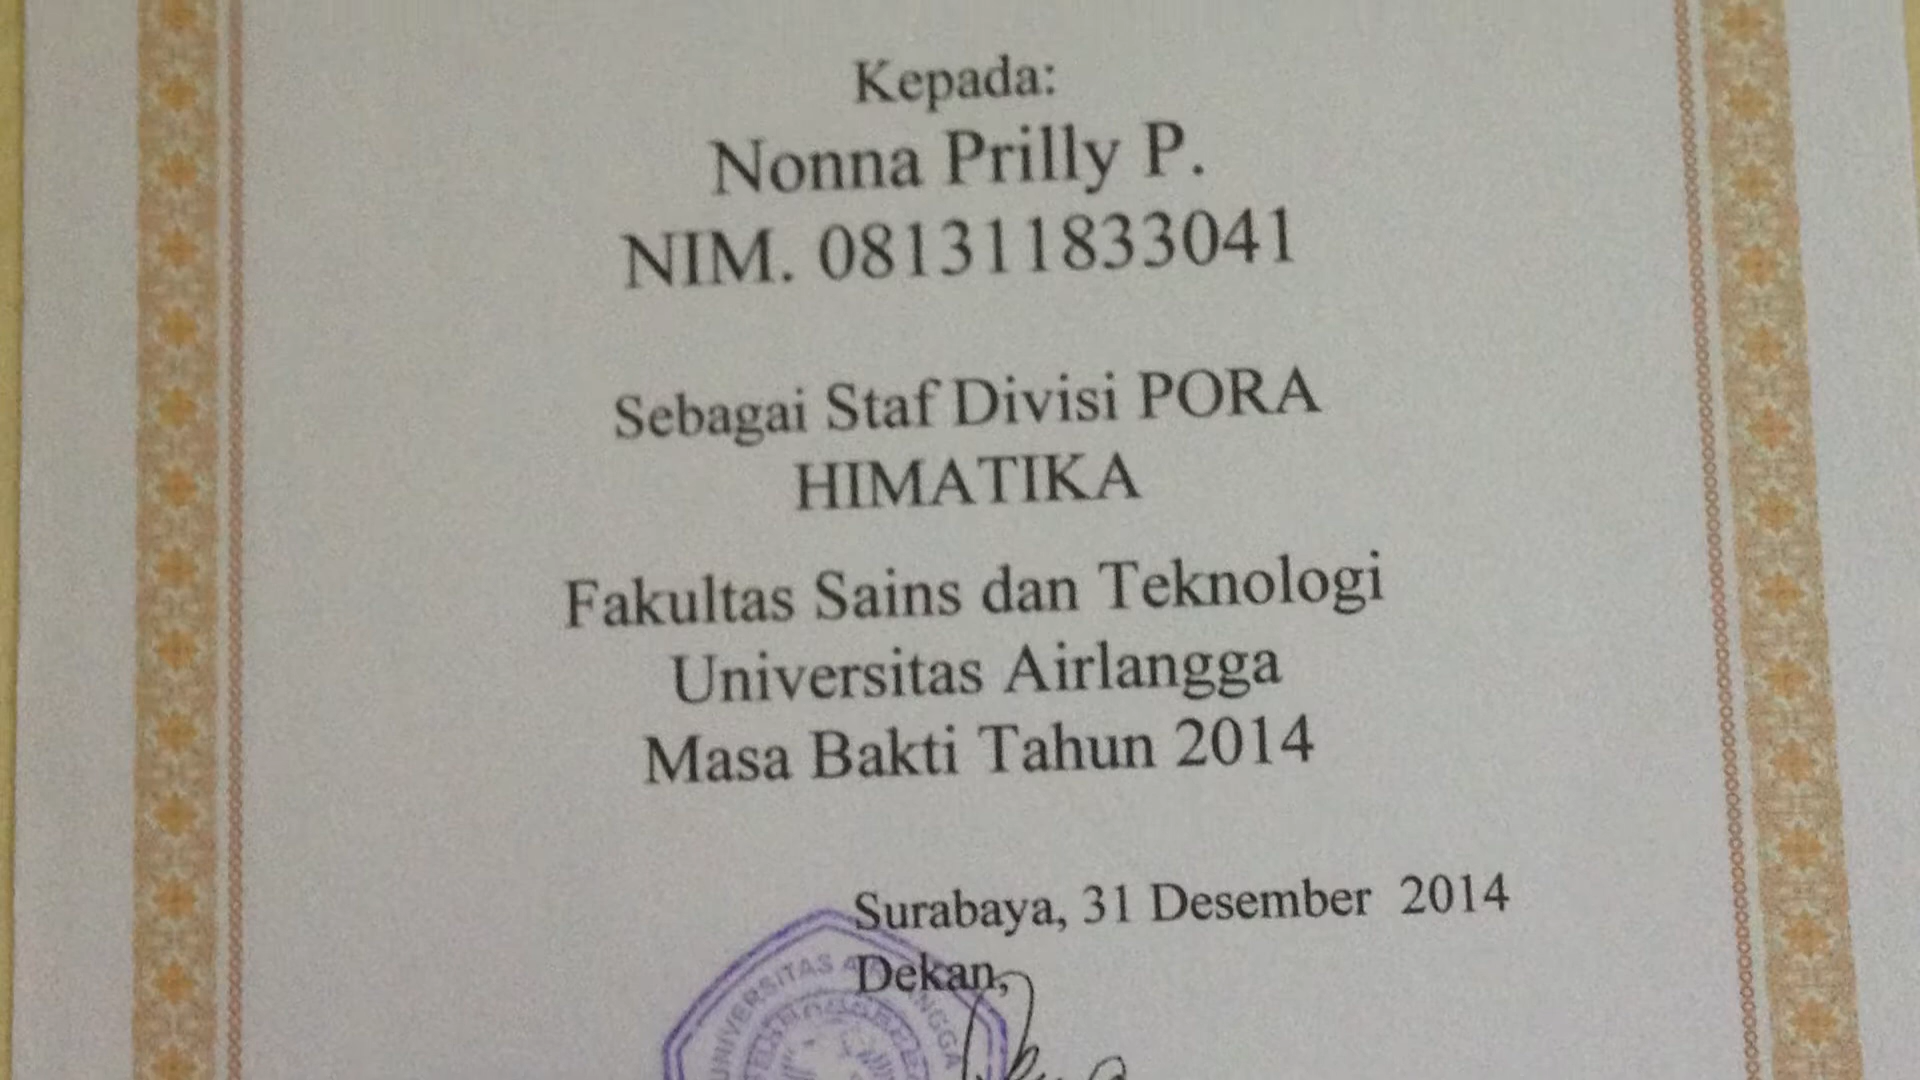 Kepada:
Nonna Prilly P.
NIM. 081311833041
Sebagai Staf Divisi PORA
HIMATIKA
Fakultas Sains dan Teknologi
Universitas Airlangga
Masa Bakti Tahun 2014
Surabaya, 31 Desember 2014
Dekan,
UNIVERSITAS